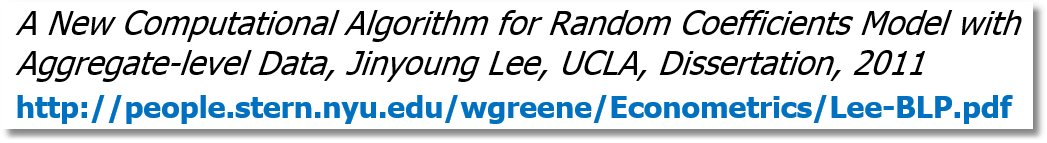 A New Computational Algorithm for Random Coefficients Model with
Aggregate-level Data, Jinyoung Lee, UCLA, Dissertation, 2011
http://people.stern.nyu.edu/wgreene/Econometrics/Lee-BLP.pdf